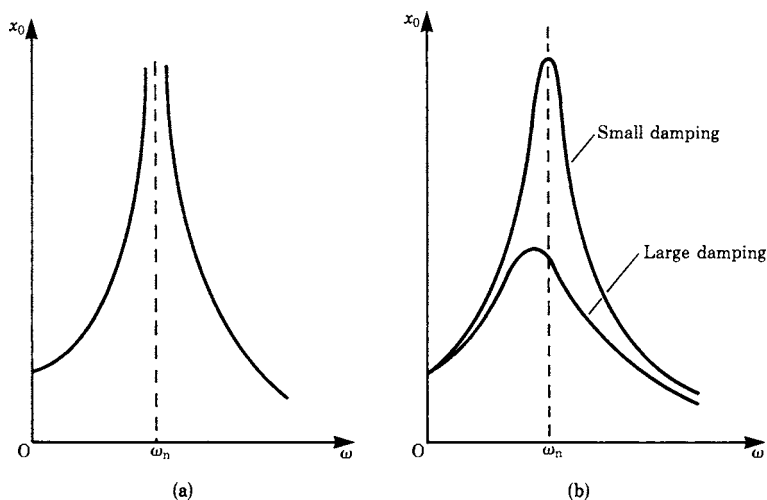 x₀
O
ωₙ
ω
(a)
x₀
Small damping
Large damping
O
ωₙ
ω
(b)